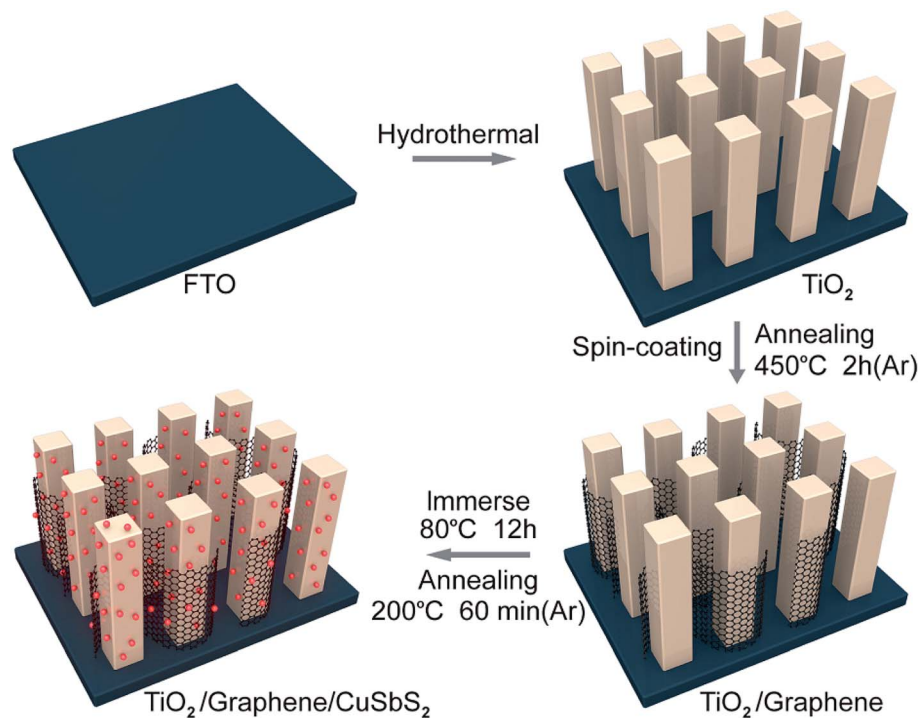 Hydrothermal
FTO
TiO₂
Spin-coating
Annealing
450°C 2h(Ar)
Immerse
80°C 12h
Annealing
200°C 60 min(Ar)
TiO₂/Graphene/CuSbS₂
TiO₂/Graphene